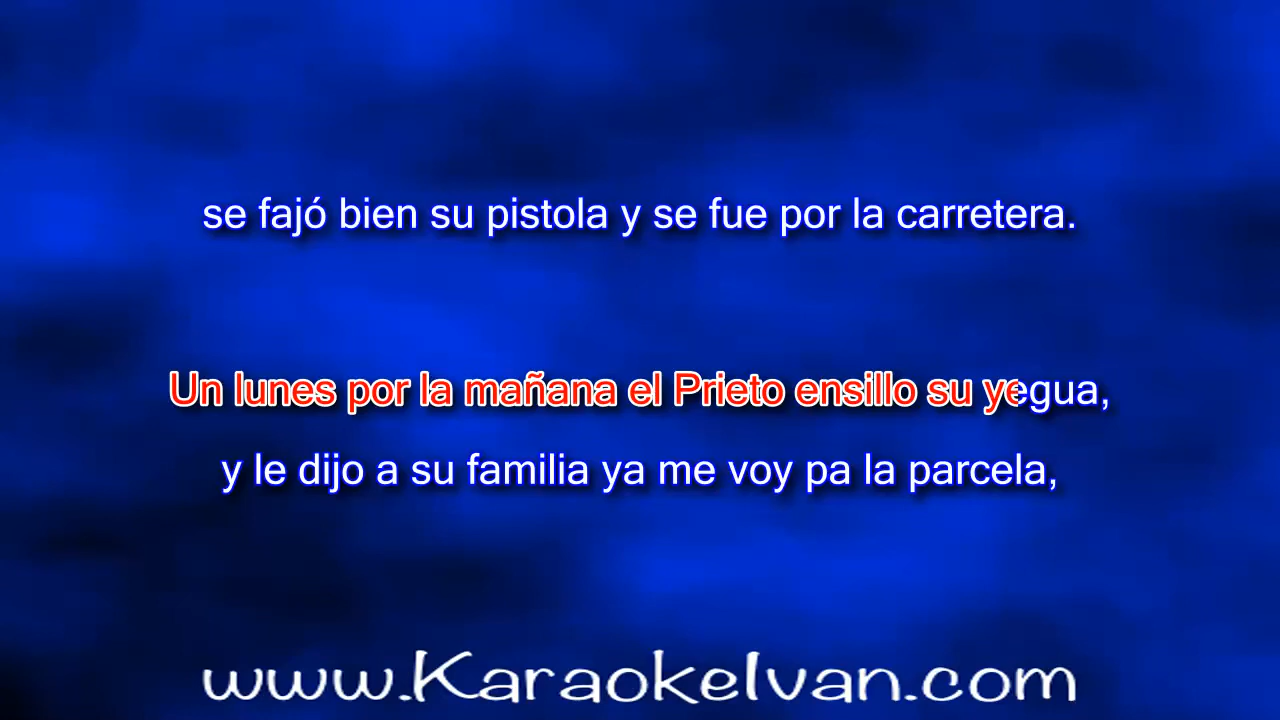 se fajó bien su pistola y se fue por la carretera.
Un lunes por la mañana el Prieto ensillo su yegua,
y le dijo a su familia ya me voy pa la parcela,
www.KaraokeIvan.com